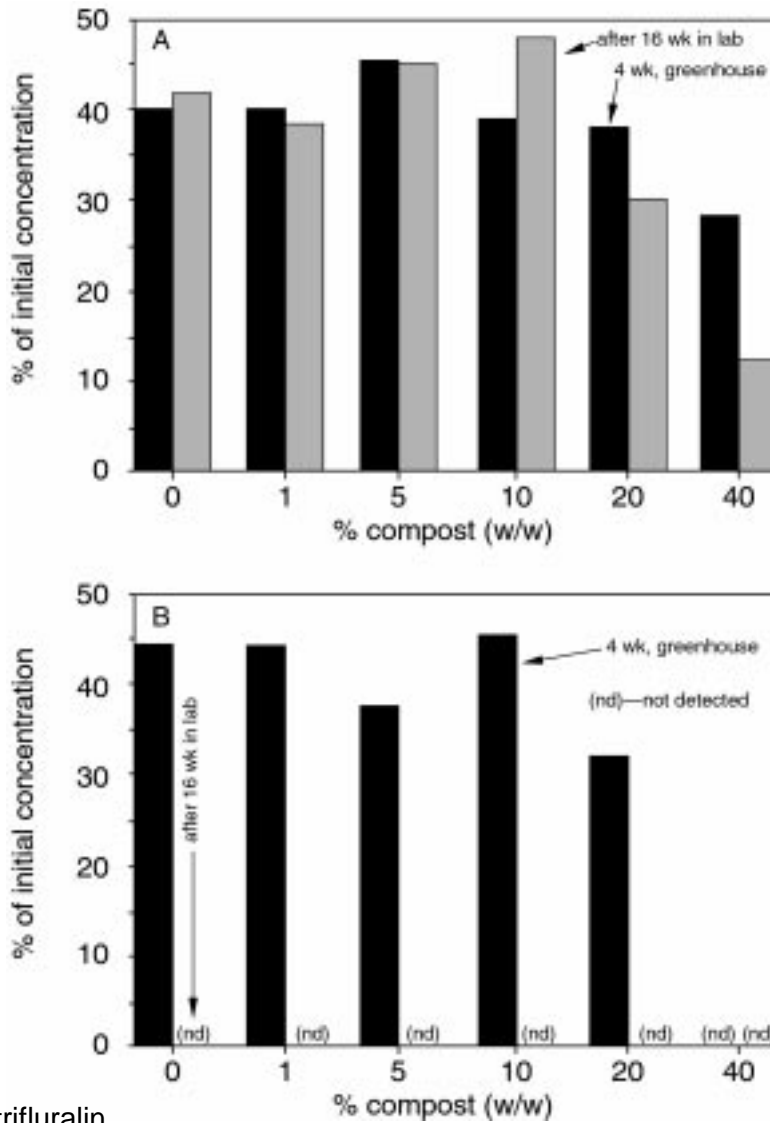 % of initial concentration
50
40
30
20
10
0
A
after 16 wk in lab
4 wk, greenhouse
0 1 5 10 20 40
% compost (w/w)
% of initial concentration
50
40
30
20
10
0
B
after 16 wk in lab
4 wk, greenhouse
(nd)—not detected
(nd) (nd) (nd) (nd) (nd) (nd) (nd
0 1 5 10 20 40
% compost (w/w)
trifluralin